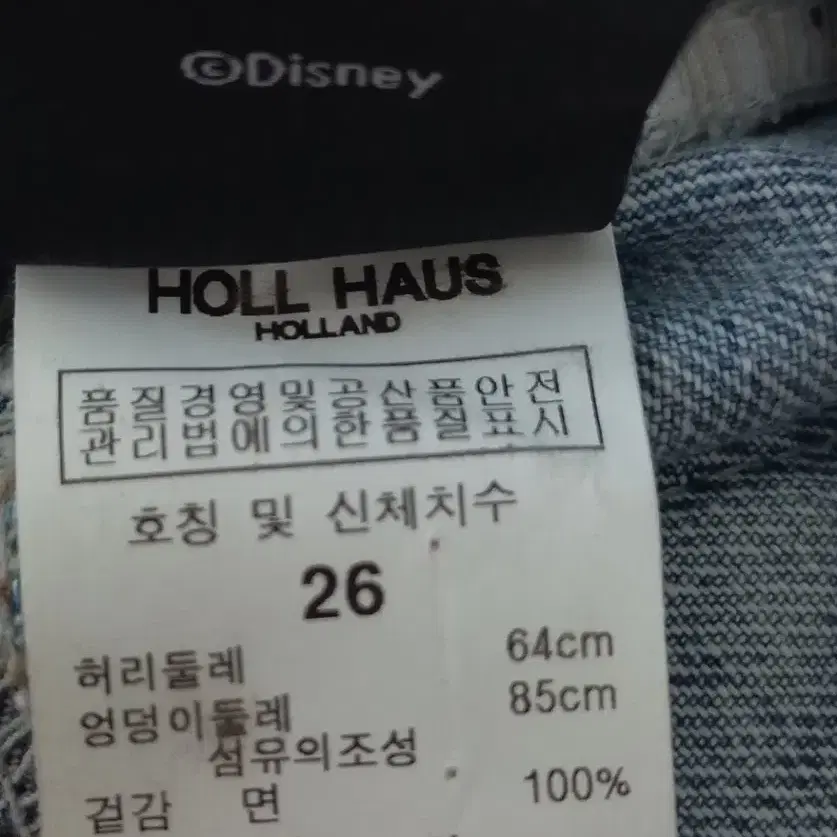 ©Disney
HOLL HAUS
HOLLAND
품질경영및공산품안전
관리법에의한품질표시
호칭 및 신체치수
26
허리둘레 64cm
엉덩이둘레 85cm
섬유의조성
겉감 면 100%